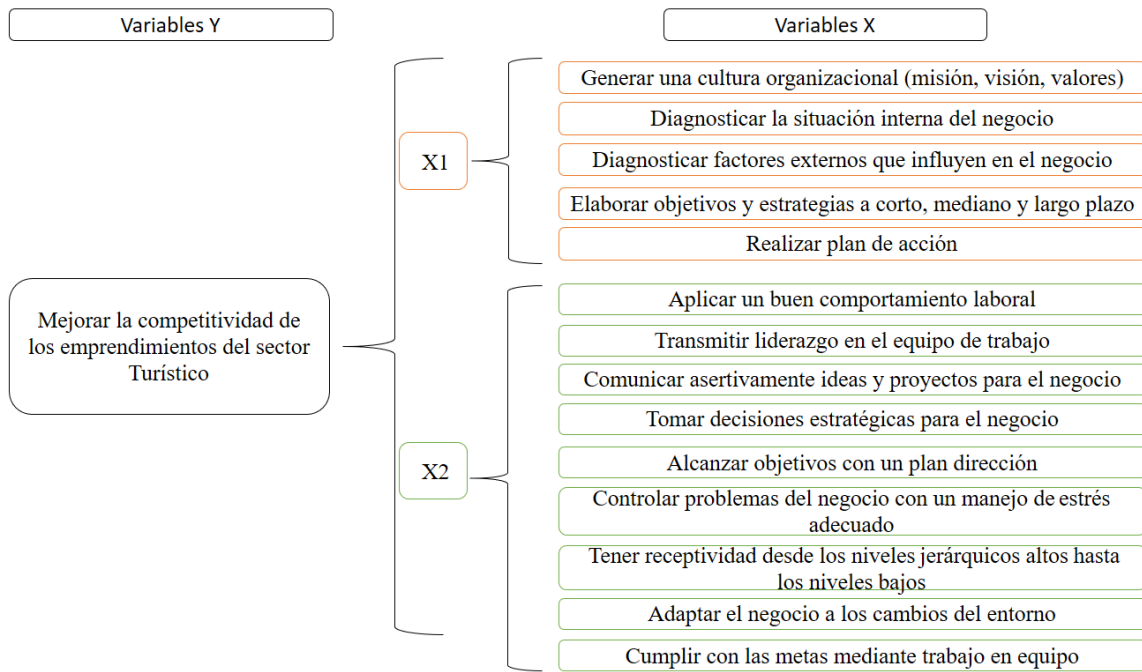 Variables Y
Variables X
Generar una cultura organizacional (misión, visión, valores)
Diagnosticar la situación interna del negocio
X1
Diagnosticar factores externos que influyen en el negocio
Elaborar objetivos y estrategias a corto, mediano y largo plazo
Realizar plan de acción
Mejorar la competitividad de
los emprendimientos del sector
Turístico
Aplicar un buen comportamiento laboral
Transmitir liderazgo en el equipo de trabajo
Comunicar asertivamente ideas y proyectos para el negocio
Tomar decisiones estratégicas para el negocio
X2
Alcanzar objetivos con un plan dirección
Controlar problemas del negocio con un manejo de estrés
adecuado
Tener receptividad desde los niveles jerárquicos altos hasta
los niveles bajos
Adaptar el negocio a los cambios del entorno
Cumplir con las metas mediante trabajo en equipo